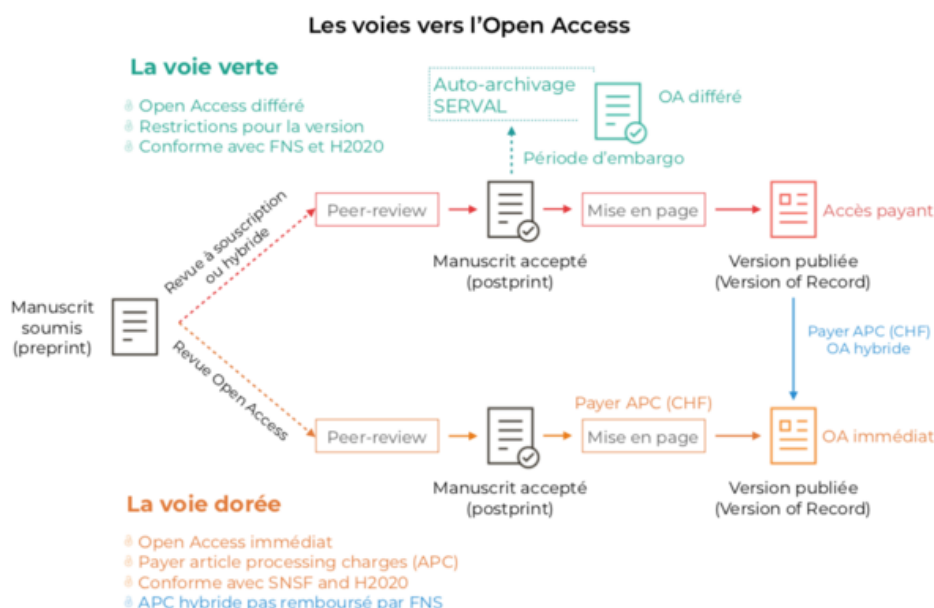 Les voies vers l'Open Access
La voie verte
Open Access différé
Restrictions pour la version
Conforme avec FNS et H2020
Auto-archivage
SERVAL
OA différé
Période d'embargo
Revue à souscription
ou hybride
Peer-review
Manuscrit accepté
(postprint)
Mise en page
Accès payant
Version publiée
(Version of Record)
Manuscrit
soumis
(preprint)
Payer APC (CHF)
OA hybride
Revue Open Access
Peer-review
Manuscrit accepté
(postprint)
Payer APC (CHF)
Mise en page
OA immédiat
Version publiée
(Version of Record)
La voie dorée
Open Access immédiat
Payer article processing charges (APC)
Conforme avec SNSF and H2020
APC hybride pas remboursé par FNS